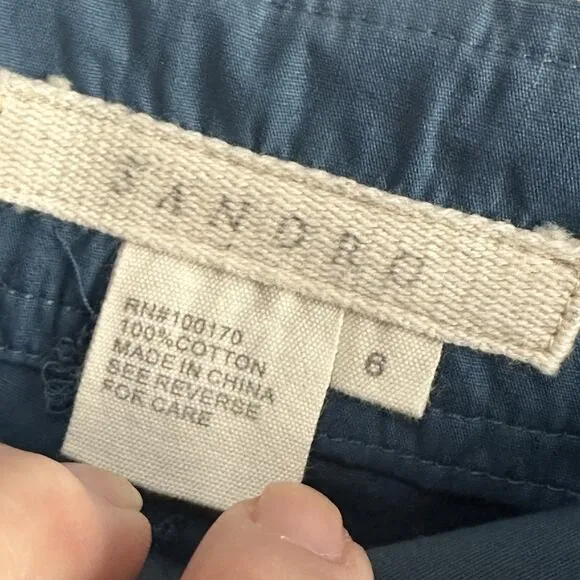 SANDRO
RN#100170
100%COTTON
MADE IN CHINA
SEE REVERSE
FOR CARE
6